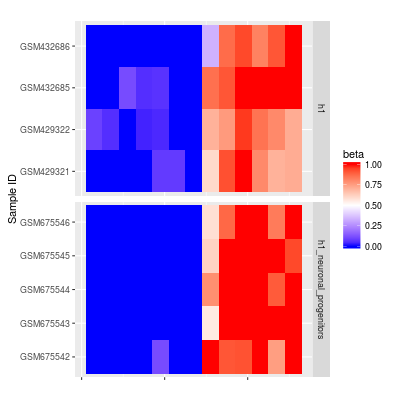 Sample ID
GSM432686
GSM432685
GSM429322
GSM429321
h1
GSM675546
GSM675545
GSM675544
GSM675543
GSM675542
h1_neuronal_progenitors
beta
1.00
0.75
0.50
0.25
0.00